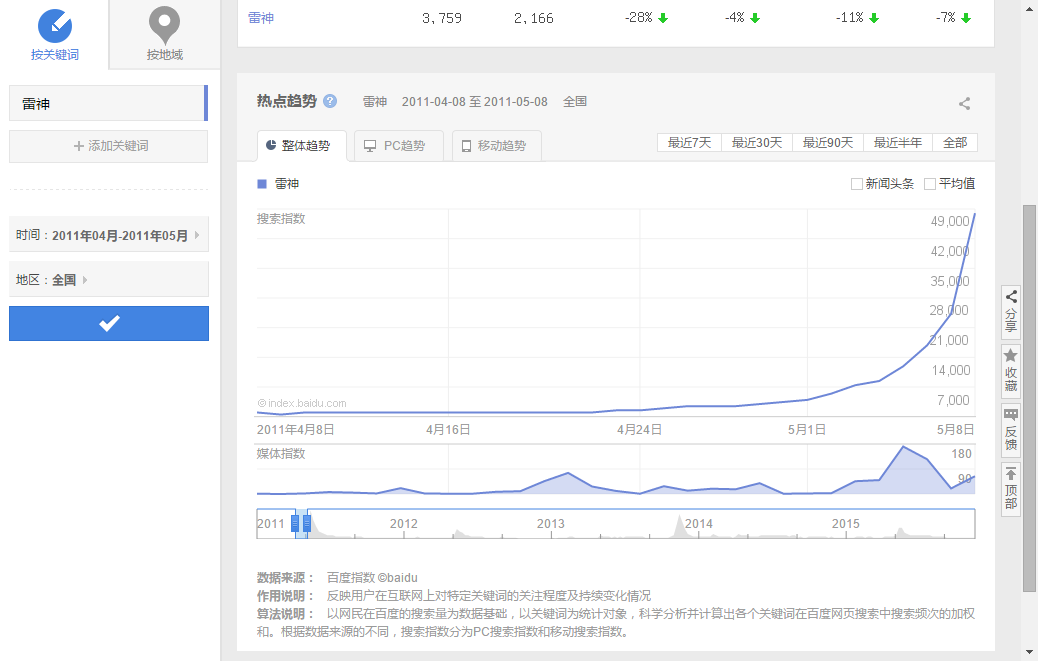 雷神 3,759 2,166 -28% -4% -11% -7%
按关键词 按地域
热点趋势 ? 雷神 2011-04-08 至 2011-05-08 全国
雷神
+ 添加关键词
整体趋势 PC趋势 移动趋势 最近7天 最近30天 最近90天 最近半年 全部
雷神 新闻头条 平均值
搜索指数
49,000
42,000
35,000
28,000
21,000
14,000
7,000
时间：2011年04月-2011年05月
地区：全国
©index.baidu.com
2011年4月8日 4月16日 4月24日 5月1日 5月8日
媒体指数 180
90
2011 2012 2013 2014 2015
分享
收藏
反馈
顶部
数据来源： 百度指数 ©baidu
作用说明： 反映用户在互联网上对特定关键词的关注程度及持续变化情况
算法说明： 以网民在百度的搜索量为数据基础，以关键词为统计对象，科学分析并计算出各个关键词在百度网页搜索中搜索频次的加权
和。根据数据来源的不同，搜索指数分为PC搜索指数和移动搜索指数。